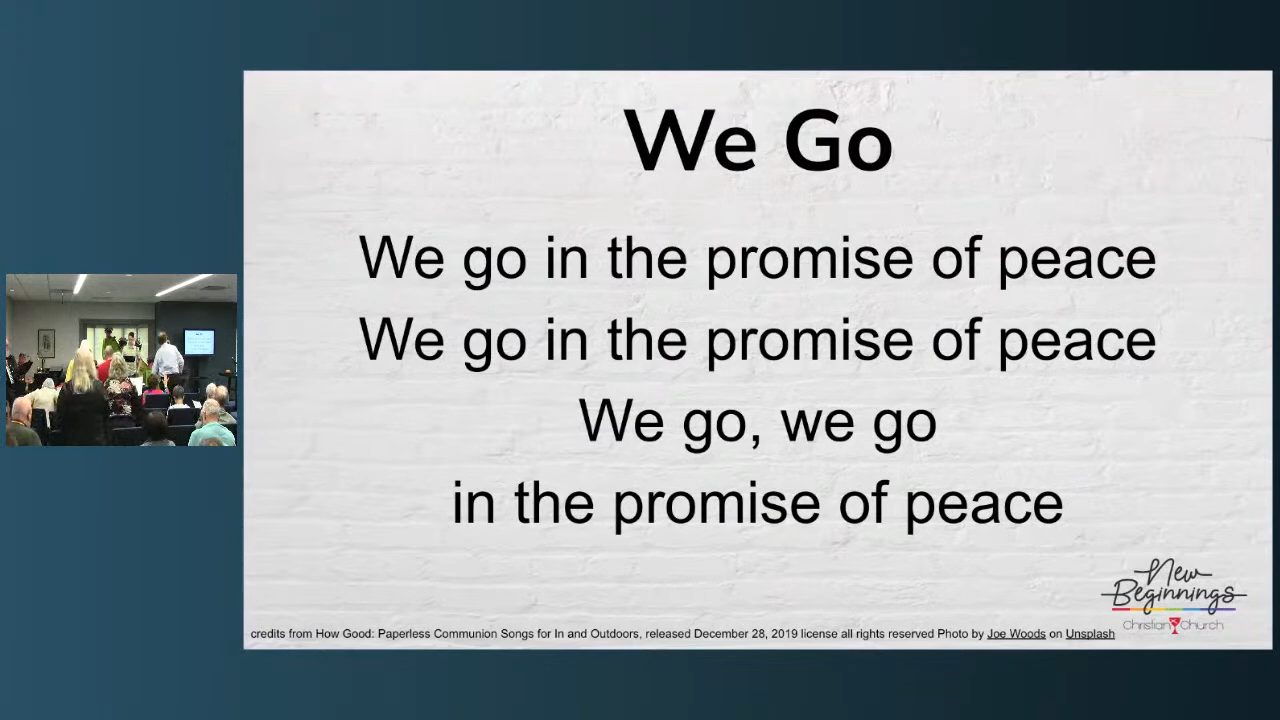 We Go
We go in the promise of peace
We go in the promise of peace
We go, we go
in the promise of peace
New
Beginnings
Christian Church
credits from How Good: Paperless Communion Songs for In and Outdoors, released December 28, 2019 license all rights reserved Photo by Joe Woods on Unsplash